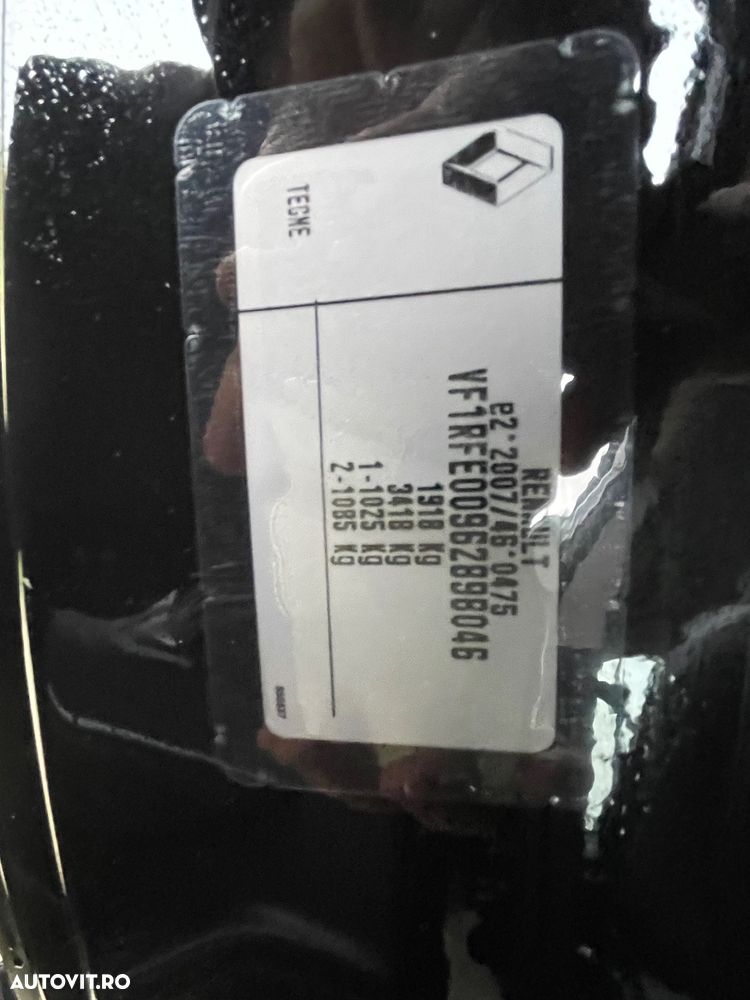 RENAULT
e2*2007/46*0475
VF1RFE00962898046
1918 kg
3418 kg
1-1025 kg
2-1085 kg
TECME
AUTOVIT.RO